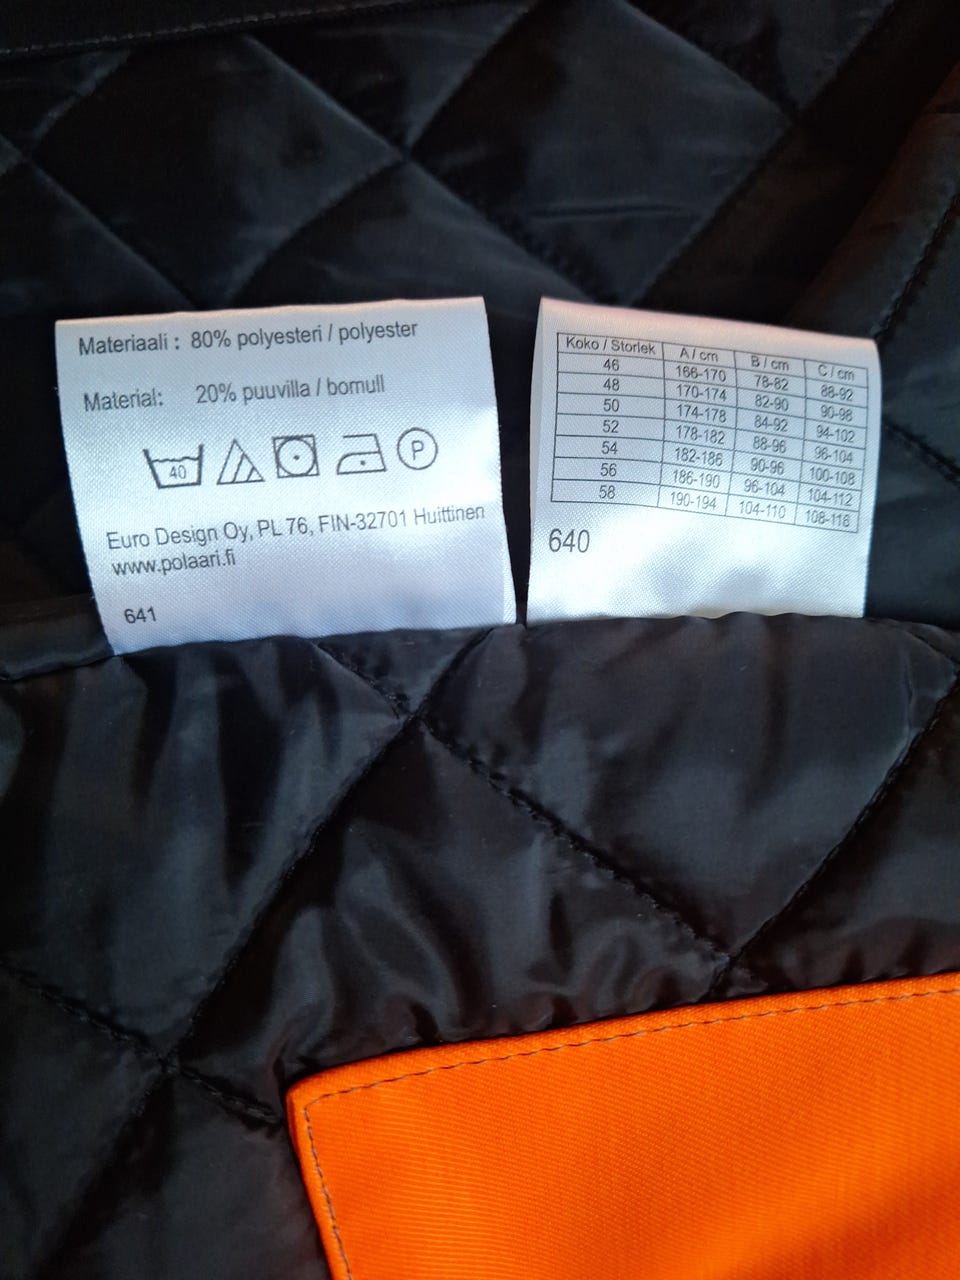 Materiaali : 80% polyesteri / polyester
Material: 20% puuvilla / bomull
40 P
Euro Design Oy, PL 76, FIN-32701 Huittinen
www.polaari.fi
641
Koko / Storlek A / cm B / cm C / cm
46 166-170 78-82 88-92
48 170-174 82-90 90-98
50 174-178 84-92 94-102
52 178-182 88-96 96-104
54 182-186 90-96 100-108
56 186-190 96-104 104-112
58 190-194 104-110 108-116
640